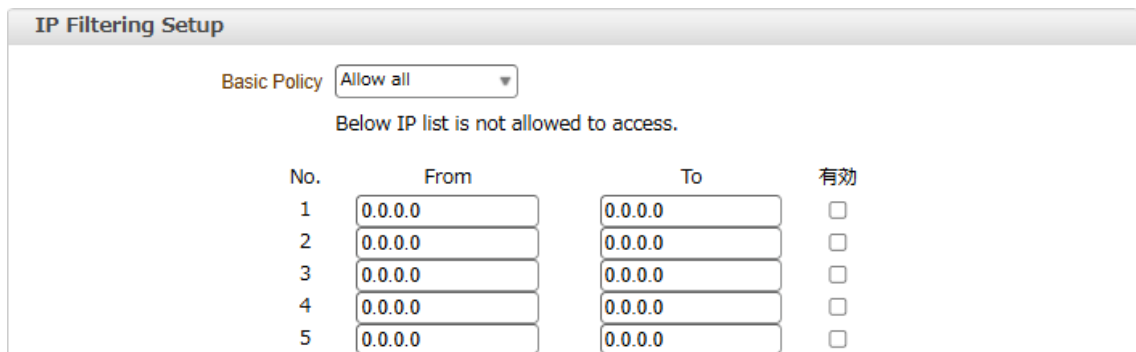 IP Filtering Setup
Basic Policy Allow all
Below IP list is not allowed to access.
No. From To 有効
1 0.0.0.0 0.0.0.0
2 0.0.0.0 0.0.0.0
3 0.0.0.0 0.0.0.0
4 0.0.0.0 0.0.0.0
5 0.0.0.0 0.0.0.0